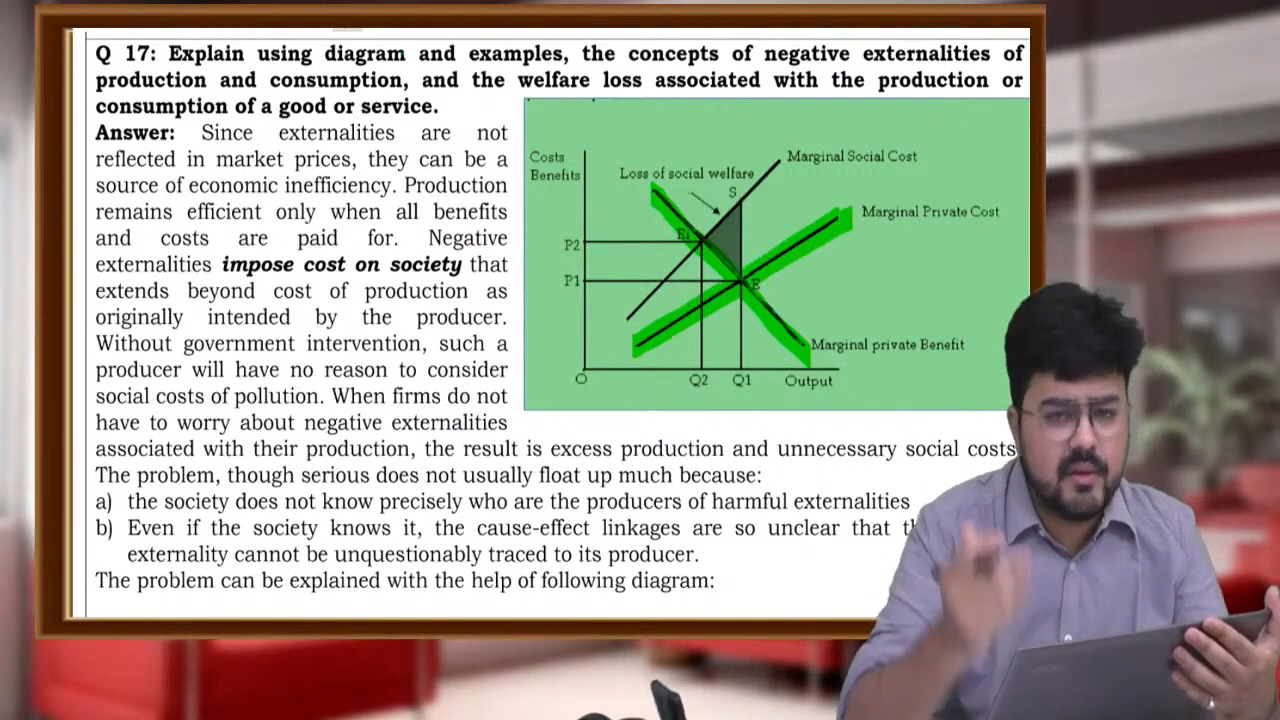 Q 17: Explain using diagram and examples, the concepts of negative externalities of
production and consumption, and the welfare loss associated with the production or
consumption of a good or service.
Answer: Since externalities are not
reflected in market prices, they can be a
source of economic inefficiency. Production
remains efficient only when all benefits
and costs are paid for. Negative
externalities impose cost on society that
extends beyond cost of production as
originally intended by the producer.
Without government intervention, such a
producer will have no reason to consider
social costs of pollution. When firms do not
have to worry about negative externalities
associated with their production, the result is excess production and unnecessary social costs
The problem, though serious does not usually float up much because:
a) the society does not know precisely who are the producers of harmful externalities
b) Even if the society knows it, the cause-effect linkages are so unclear that
externality cannot be unquestionably traced to its producer.
The problem can be explained with the help of following diagram:
Costs
Benefits
Marginal Social Cost
Loss of social welfare
S
Marginal Private Cost
E1
P2
P1
E
Marginal private Benefit
O
Q2
Q1
Output